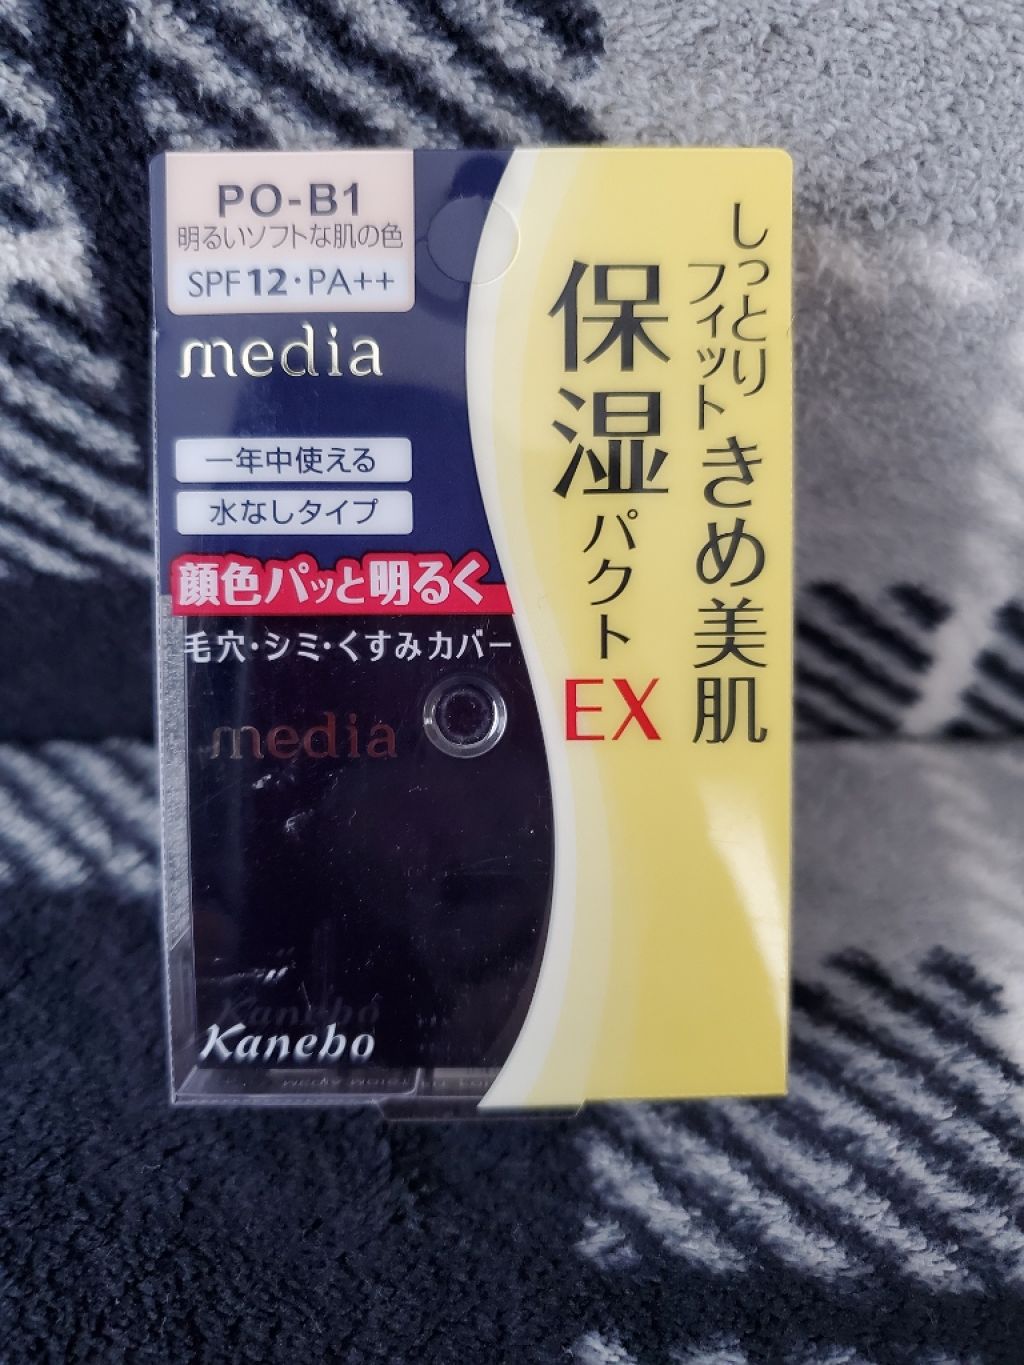 PO-B1
明るいソフトな肌の色
SPF12・PA++
media
一年中使える
水なしタイプ
顔色パッと明るく
毛穴・シミ・くすみカバー
media
Kanebo
しっとり
フィット
きめ美肌
保湿パクトEX